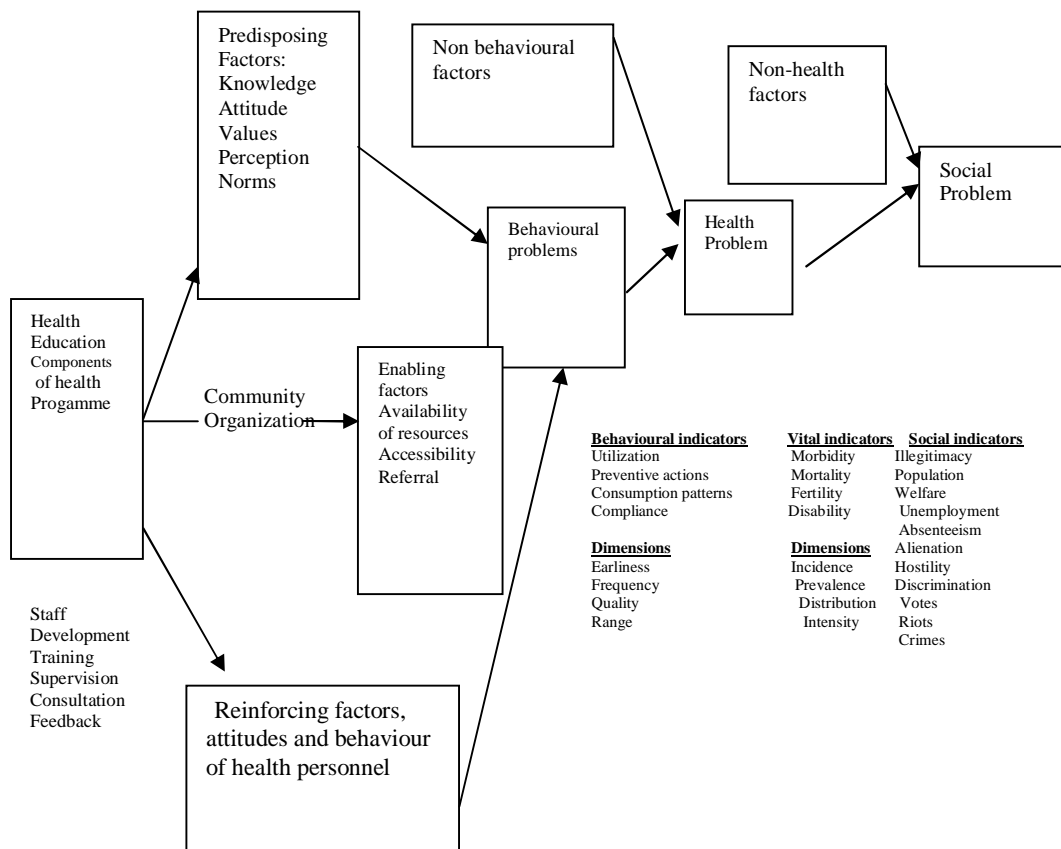 Predisposing
Factors:
Knowledge
Attitude
Values
Perception
Norms
Non behavioural
factors
Non-health
factors
Social
Problem
Health
Problem
Behavioural
problems
Health
Education
Components
of health
Progamme
Community
Organization
Enabling
factors
Availability
of resources
Accessibility
Referral
Staff
Development
Training
Supervision
Consultation
Feedback
Reinforcing factors,
attitudes and behaviour
of health personnel
Behavioural indicators
Utilization
Preventive actions
Consumption patterns
Compliance
Dimensions
Earliness
Frequency
Quality
Range
Vital indicators
Morbidity
Mortality
Fertility
Disability
Dimensions
Incidence
Prevalence
Distribution
Intensity
Social indicators
Illegitimacy
Population
Welfare
Unemployment
Absenteeism
Alienation
Hostility
Discrimination
Votes
Riots
Crimes